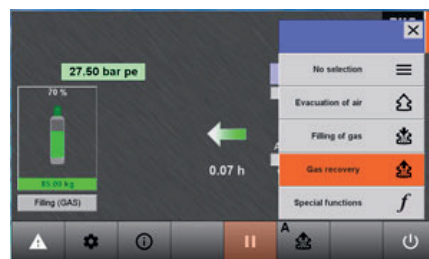 27.50 bar pe
70 %
85.00 kg
Filing (GAS)
0.07 h
No selection
Evacuation of air
Filling of gas
Gas recovery
Special functions
A